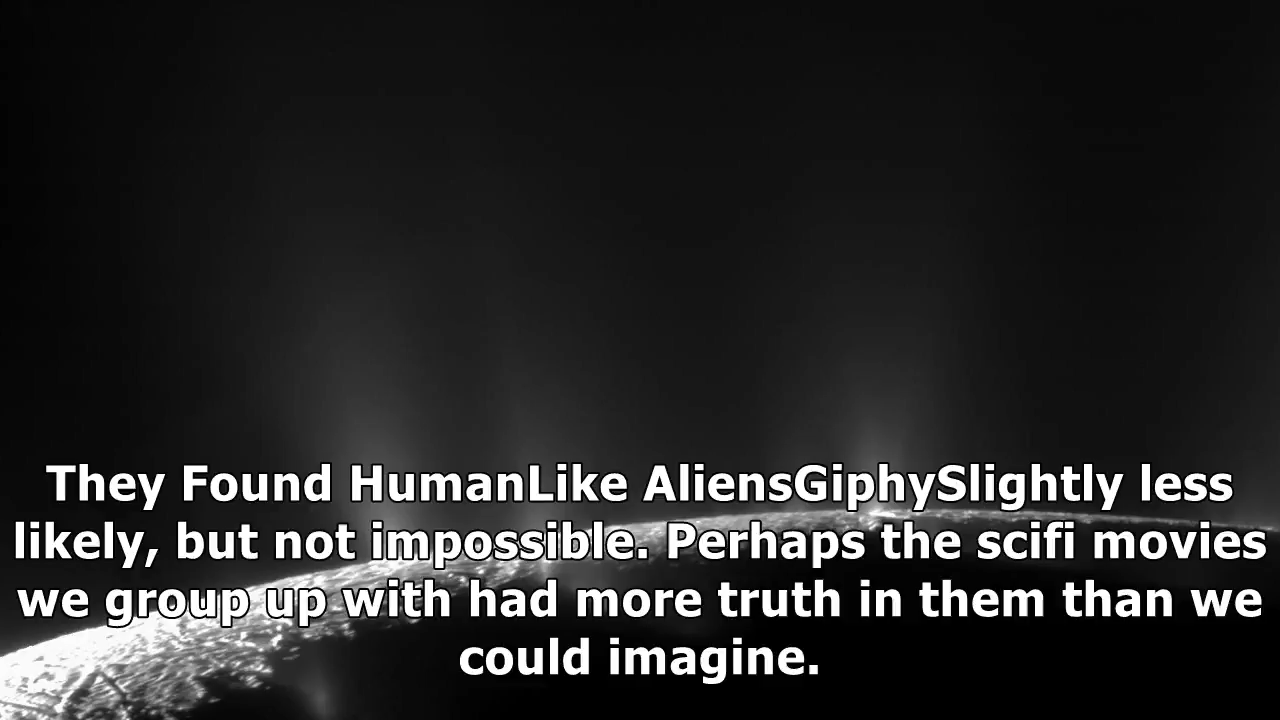 They Found HumanLike AliensGiphySlightly less
likely, but not impossible. Perhaps the scifi movies
we group up with had more truth in them than we
could imagine.